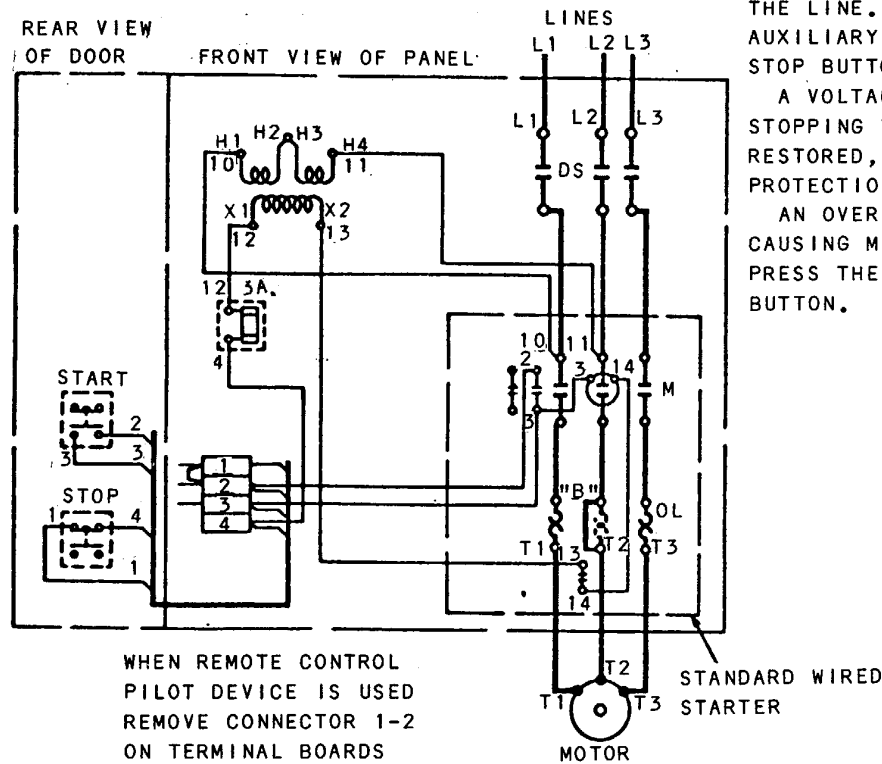 REAR VIEW
OF DOOR
FRONT VIEW OF PANEL
LINES
L1 L2 L3
L1 L2 L3
DS
H1 H2 H3 H4
10 11
X1 X2
12 13
12 3A.
4
START
2
3 3
STOP
1 4
1
1
2
3
4
10 11
2 3 14
3
M
"B"
OL
T1 13 T2 T3
14
T2
T1 T3
MOTOR
STANDARD WIRED
STARTER
WHEN REMOTE CONTROL
PILOT DEVICE IS USED
REMOVE CONNECTOR 1-2
ON TERMINAL BOARDS
THE LINE.
AUXILIARY
STOP BUTTO
A VOLTA
STOPPING
RESTORED,
PROTECTIO
AN OVER
CAUSING M
PRESS THE
BUTTON.